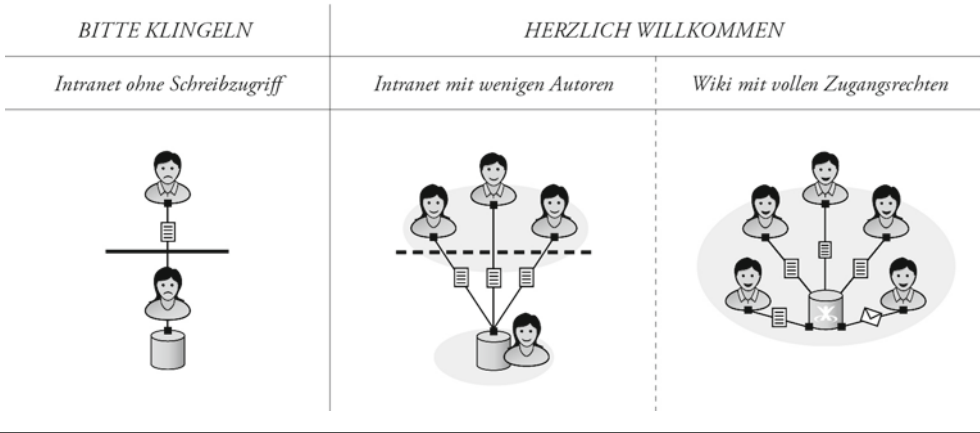 BITTE KLINGELN
HERZLICH WILLKOMMEN
Intranet ohne Schreibzugriff
Intranet mit wenigen Autoren
Wiki mit vollen Zugangsrechten